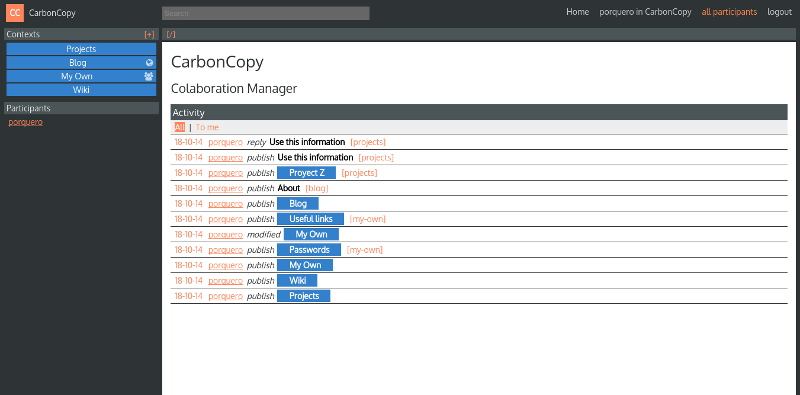 CC CarbonCopy Search Home porquero in CarbonCopy all participants logout
Contexts [+]
[/]
Projects
Blog
My Own
Wiki
Participants
porquero
CarbonCopy
Colaboration Manager
Activity
All | To me
18-10-14 porquero reply Use this information [projects]
18-10-14 porquero publish Use this information [projects]
18-10-14 porquero publish Proyect Z [projects]
18-10-14 porquero publish About [blog]
18-10-14 porquero publish Blog
18-10-14 porquero publish Useful links [my-own]
18-10-14 porquero modified My Own
18-10-14 porquero publish Passwords [my-own]
18-10-14 porquero publish My Own
18-10-14 porquero publish Wiki
18-10-14 porquero publish Projects